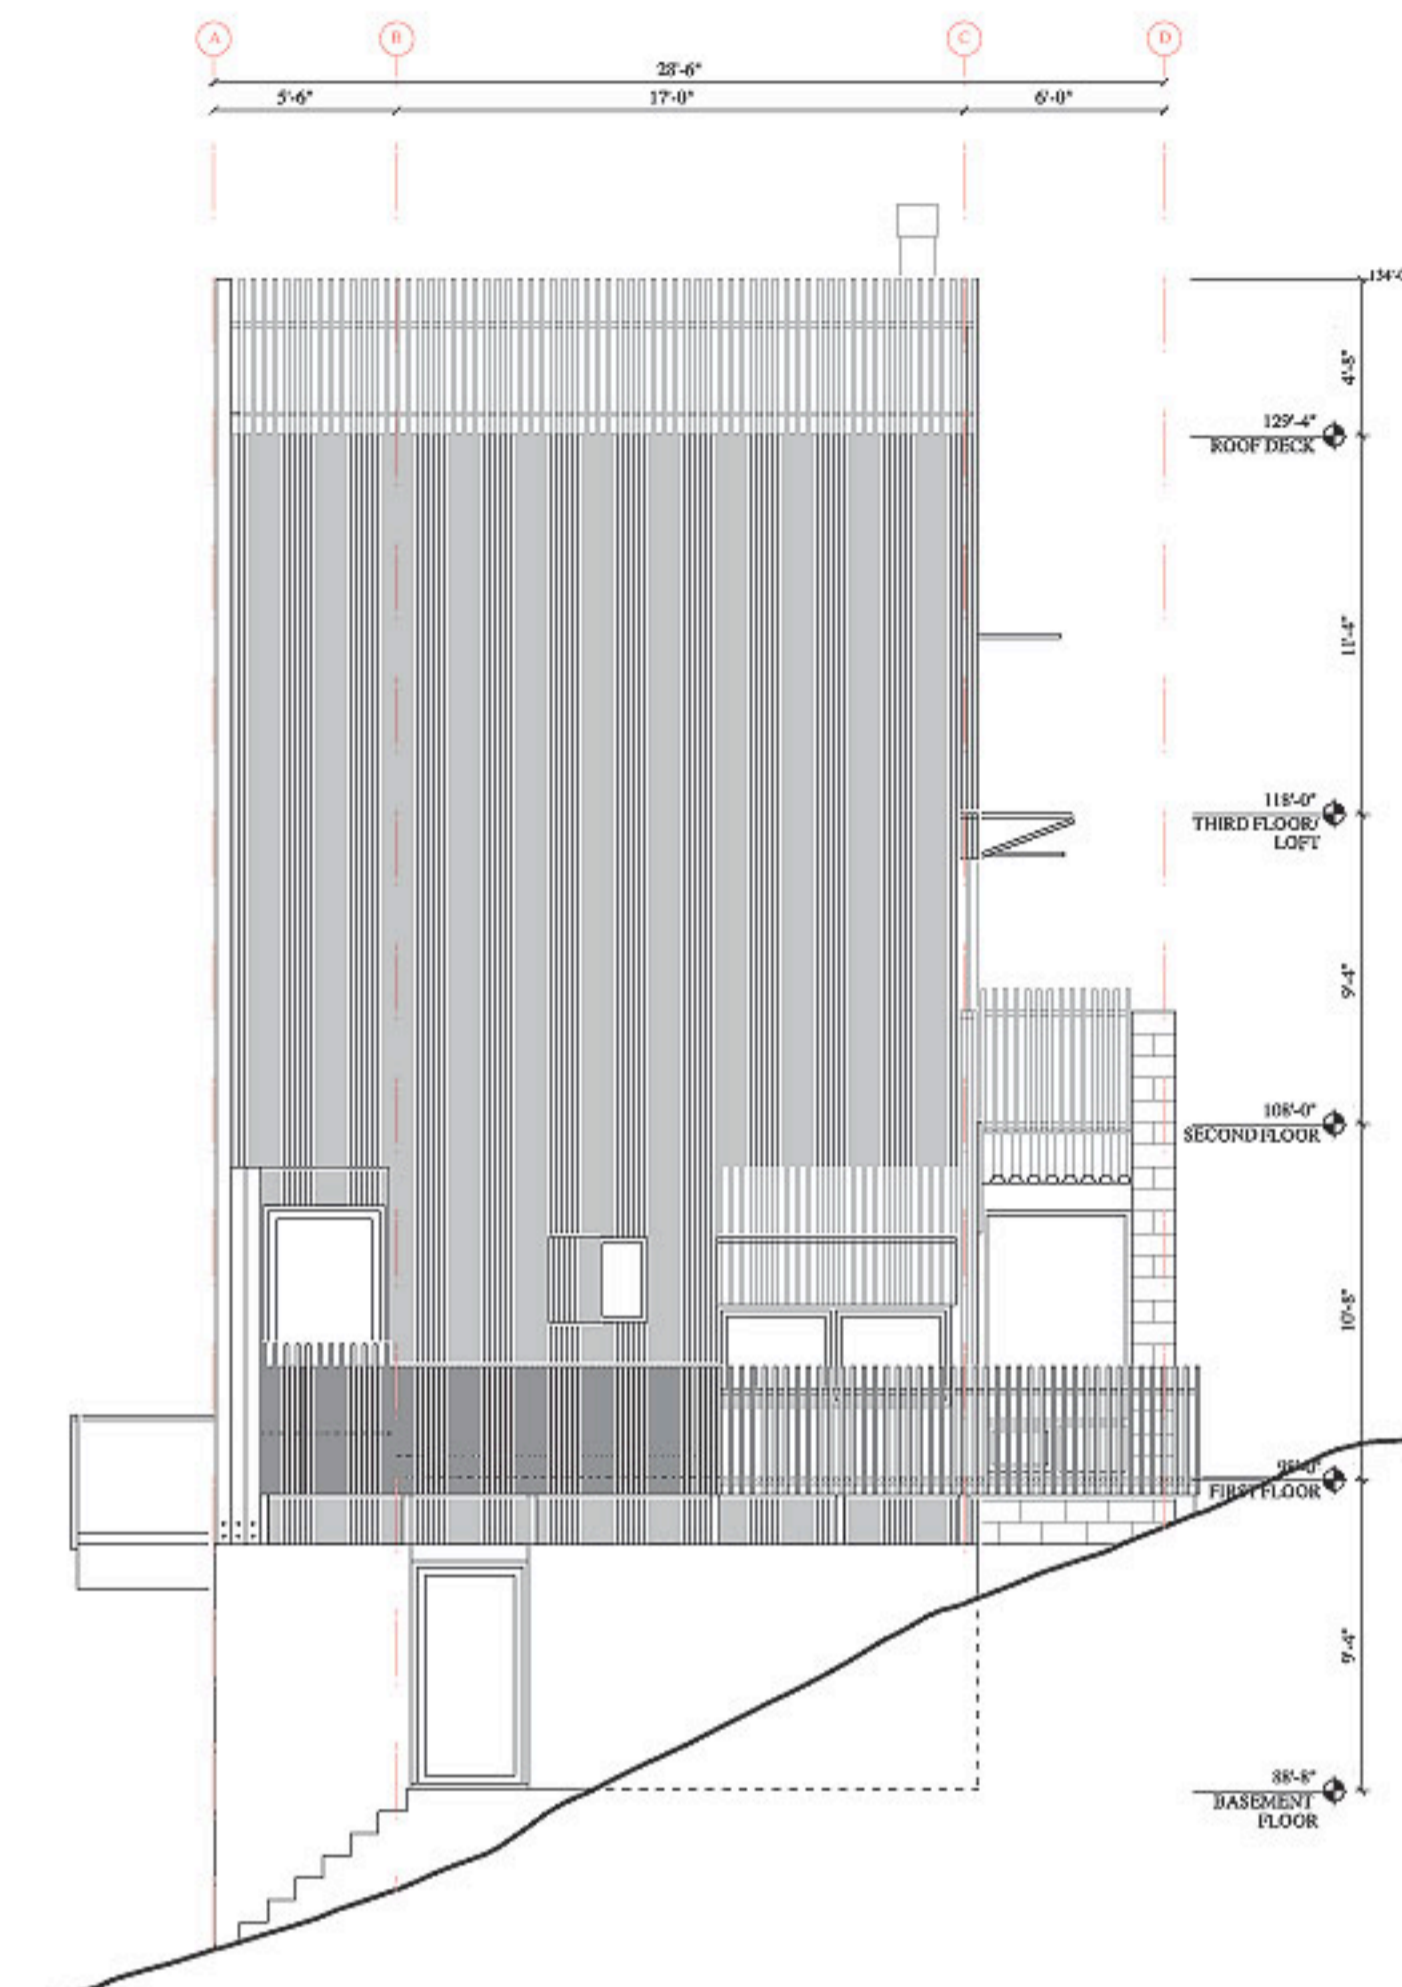 A
B
C
D
28'-6"
5'-6"
17'-0"
6'-0"
4'-8"
129'-4"
ROOF DECK
11'-4"
118'-0"
THIRD FLOOR/
LOFT
9'-4"
108'-0"
SECOND FLOOR
10'-8"
FIRST FLOOR
9'-4"
88'-8"
BASEMENT
FLOOR